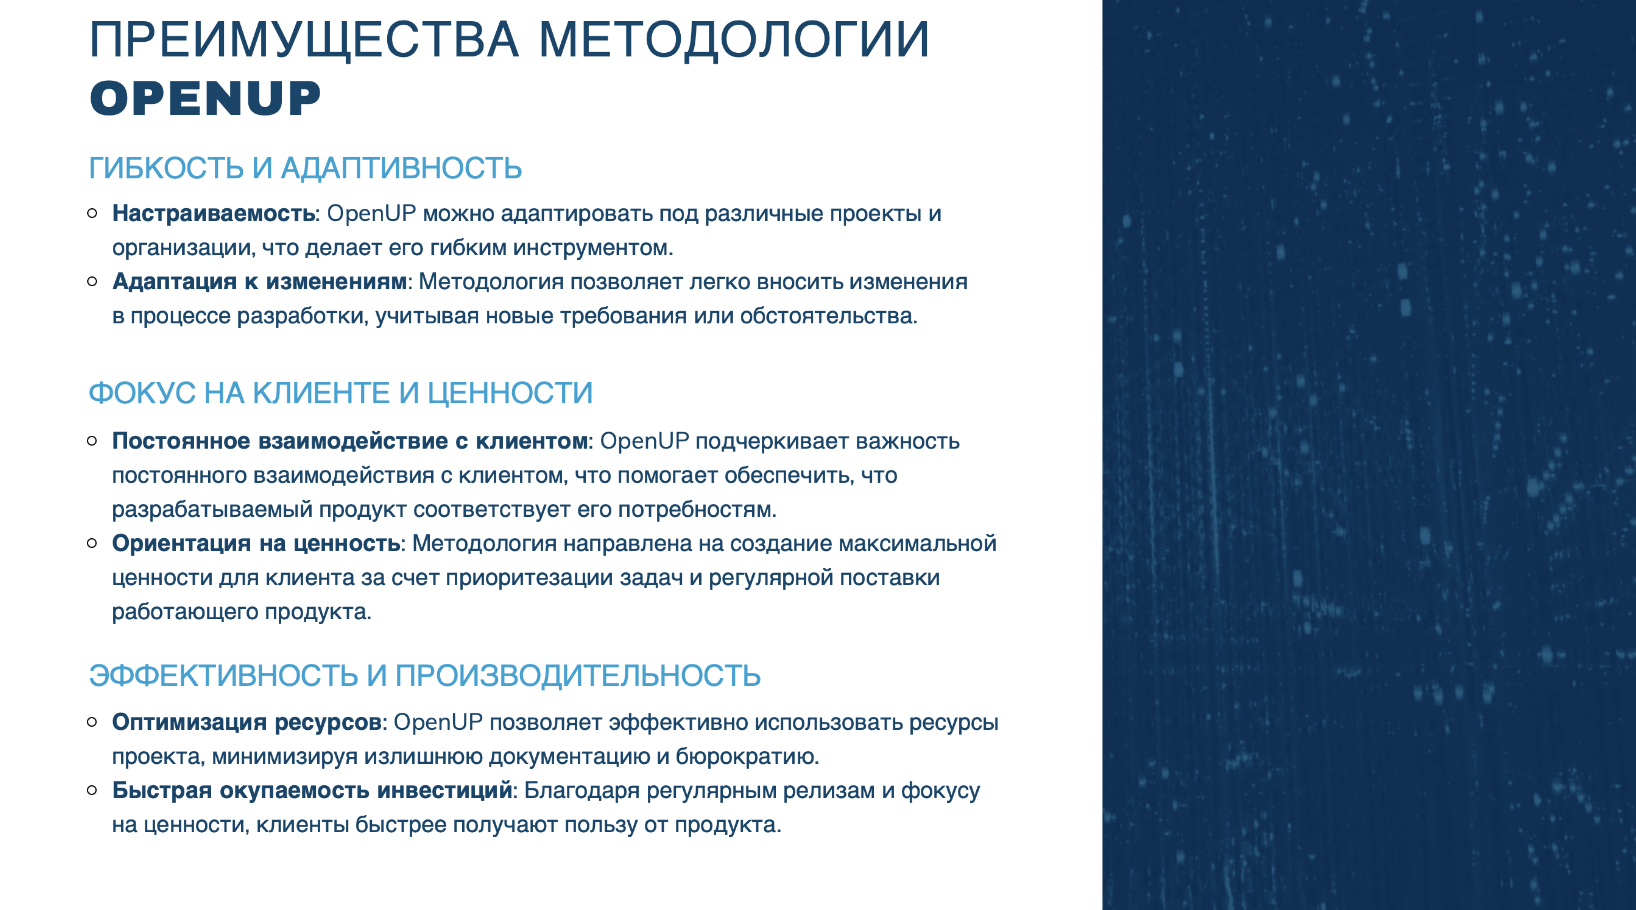 ПРЕИМУЩЕСТВА МЕТОДОЛОГИИ
OPENUP
ГИБКОСТЬ И АДАПТИВНОСТЬ
Настраиваемость: OpenUP можно адаптировать под различные проекты и
организации, что делает его гибким инструментом.
Адаптация к изменениям: Методология позволяет легко вносить изменения
в процессе разработки, учитывая новые требования или обстоятельства.
ФОКУС НА КЛИЕНТЕ И ЦЕННОСТИ
Постоянное взаимодействие с клиентом: OpenUP подчеркивает важность
постоянного взаимодействия с клиентом, что помогает обеспечить, что
разрабатываемый продукт соответствует его потребностям.
Ориентация на ценность: Методология направлена на создание максимальной
ценности для клиента за счет приоритезации задач и регулярной поставки
работающего продукта.
ЭФФЕКТИВНОСТЬ И ПРОИЗВОДИТЕЛЬНОСТЬ
Оптимизация ресурсов: OpenUP позволяет эффективно использовать ресурсы
проекта, минимизируя излишнюю документацию и бюрократию.
Быстрая окупаемость инвестиций: Благодаря регулярным релизам и фокусу
на ценности, клиенты быстрее получают пользу от продукта.